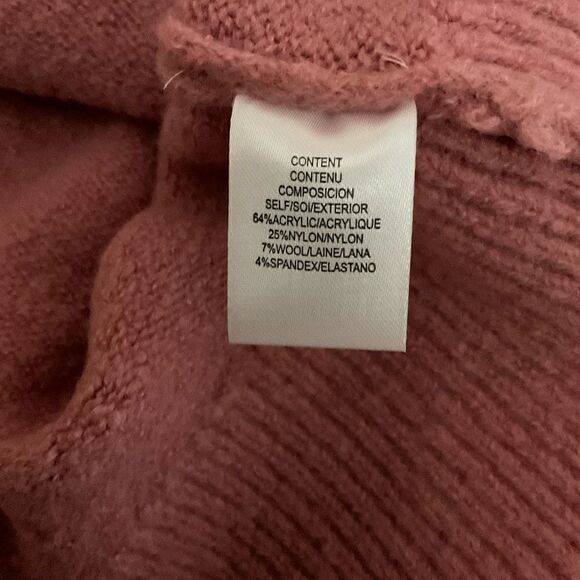 CONTENT
CONTENU
COMPOSICION
SELF/SOI/EXTERIOR
64%ACRYLIC/ACRYLIQUE
25%NYLON/NYLON
7%WOOL/LAINE/LANA
4%SPANDEX/ELASTANO